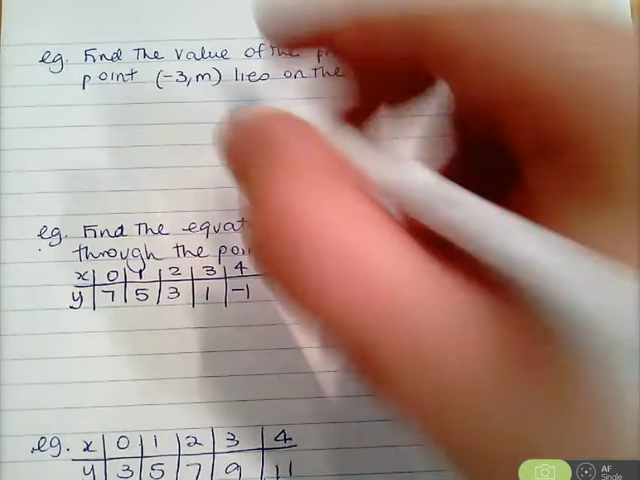 eg. Find the value of the
point (-3, m) lies on the
eg. Find the equat
through the poi
x | 0 | 1 | 2 | 3 | 4
y | 7 | 5 | 3 | 1 | -1
eg. x | 0 | 1 | 2 | 3 | 4
y | 3 | 5 | 7 | 9 | 11
AF
Single